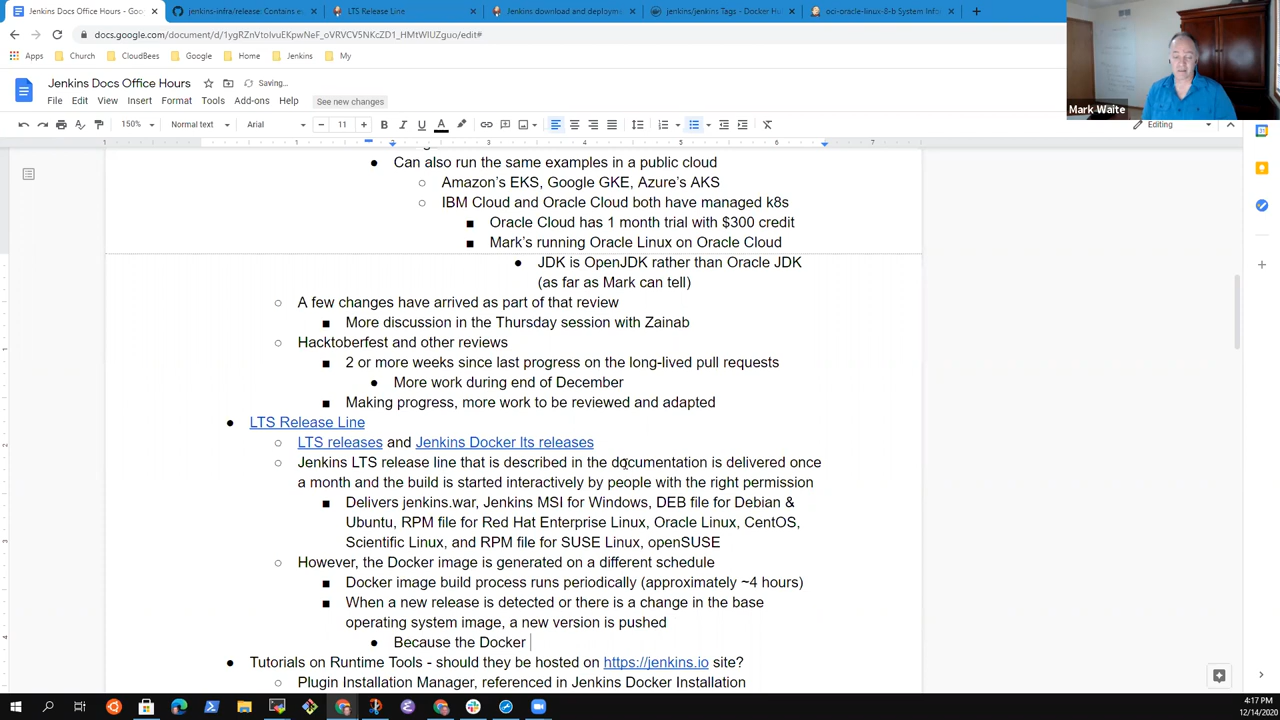 Jenkins Docs Office Hours - Goo
jenkins-infra/release: Contains e
LTS Release Line
Jenkins download and deployme
jenkins/jenkins Tags - Docker Hu
oci-oracle-linux-8-b System Info
docs.google.com/document/d/1ygRZnVtoIvuEKpwNeF_oVRVCV5NKcZD1_HMtWIUZguo/edit#
Apps
Church
CloudBees
Google
Home
Jenkins
My
Mark Waite
Jenkins Docs Office Hours
Saving...
File Edit View Insert Format Tools Add-ons Help
See new changes
150% Normal text Arial 11
Editing
Can also run the same examples in a public cloud
Amazon's EKS, Google GKE, Azure's AKS
IBM Cloud and Oracle Cloud both have managed k8s
Oracle Cloud has 1 month trial with $300 credit
Mark's running Oracle Linux on Oracle Cloud
JDK is OpenJDK rather than Oracle JDK
(as far as Mark can tell)
A few changes have arrived as part of that review
More discussion in the Thursday session with Zainab
Hacktoberfest and other reviews
2 or more weeks since last progress on the long-lived pull requests
More work during end of December
Making progress, more work to be reviewed and adapted
LTS Release Line
LTS releases and Jenkins Docker lts releases
Jenkins LTS release line that is described in the documentation is delivered once
a month and the build is started interactively by people with the right permission
Delivers jenkins.war, Jenkins MSI for Windows, DEB file for Debian &
Ubuntu, RPM file for Red Hat Enterprise Linux, Oracle Linux, CentOS,
Scientific Linux, and RPM file for SUSE Linux, openSUSE
However, the Docker image is generated on a different schedule
Docker image build process runs periodically (approximately ~4 hours)
When a new release is detected or there is a change in the base
operating system image, a new version is pushed
Because the Docker
Tutorials on Runtime Tools - should they be hosted on https://jenkins.io site?
Plugin Installation Manager, referenced in Jenkins Docker Installation
4:17 PM
12/14/2020